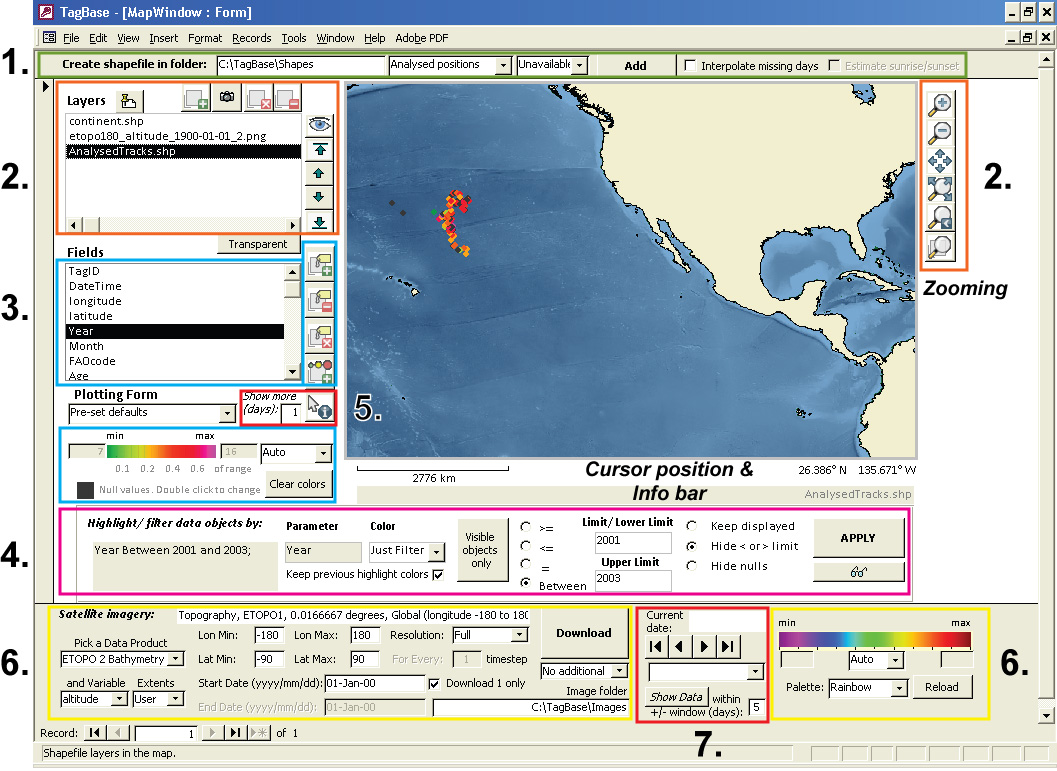 TagBase - [MapWindow : Form]
File Edit View Insert Format Records Tools Window Help Adobe PDF
1.
Create shapefile in folder: C:\TagBase\Shapes Analysed positions Unavailable Add Interpolate missing days Estimate sunrise/sunset
Layers
continent.shp
etopo180_altitude_1900-01-01_2.png
AnalysedTracks.shp
2.
2.
Zooming
Transparent
Fields
TagID
DateTime
longitude
latitude
Year
Month
FAOcode
Age
3.
Plotting Form
Pre-set defaults
Show more
(days): 1
5.
min max
7 16 Auto
0.1 0.2 0.4 0.6 of range
Null values. Double click to change
Clear colors
2776 km
Cursor position &
Info bar
26.386° N 135.671° W
AnalysedTracks.shp
4.
Highlight/ filter data objects by:
Year Between 2001 and 2003;
Parameter
Year
Color
Just Filter
Keep previous highlight colors
Visible
objects
only
>=
<=
=
Between
Limit/ Lower Limit
2001
Upper Limit
2003
Keep displayed
Hide < or > limit
Hide nulls
APPLY
6.
Satellite imagery: Topography, ETOPO1, 0.0166667 degrees, Global (longitude -180 to 180
Pick a Data Product
ETOPO 2 Bathymetry
and Variable Extents
altitude User
Lon Min: -180 Lon Max: 180 Resolution: Full
Lat Min: -90 Lat Max: 90 For Every: 1 timestep
Start Date (yyyy/mm/dd): 01-Jan-00 Download 1 only
End Date (yyyy/mm/dd): 01-Jan-00
Download
No additional
Image folder
C:\TagBase\Images
Current
date:
Show Data within
+/- window (days): 5
7.
min max
Auto
Palette: Rainbow Reload
6.
Record: 1 of 1
Shapefile layers in the map.